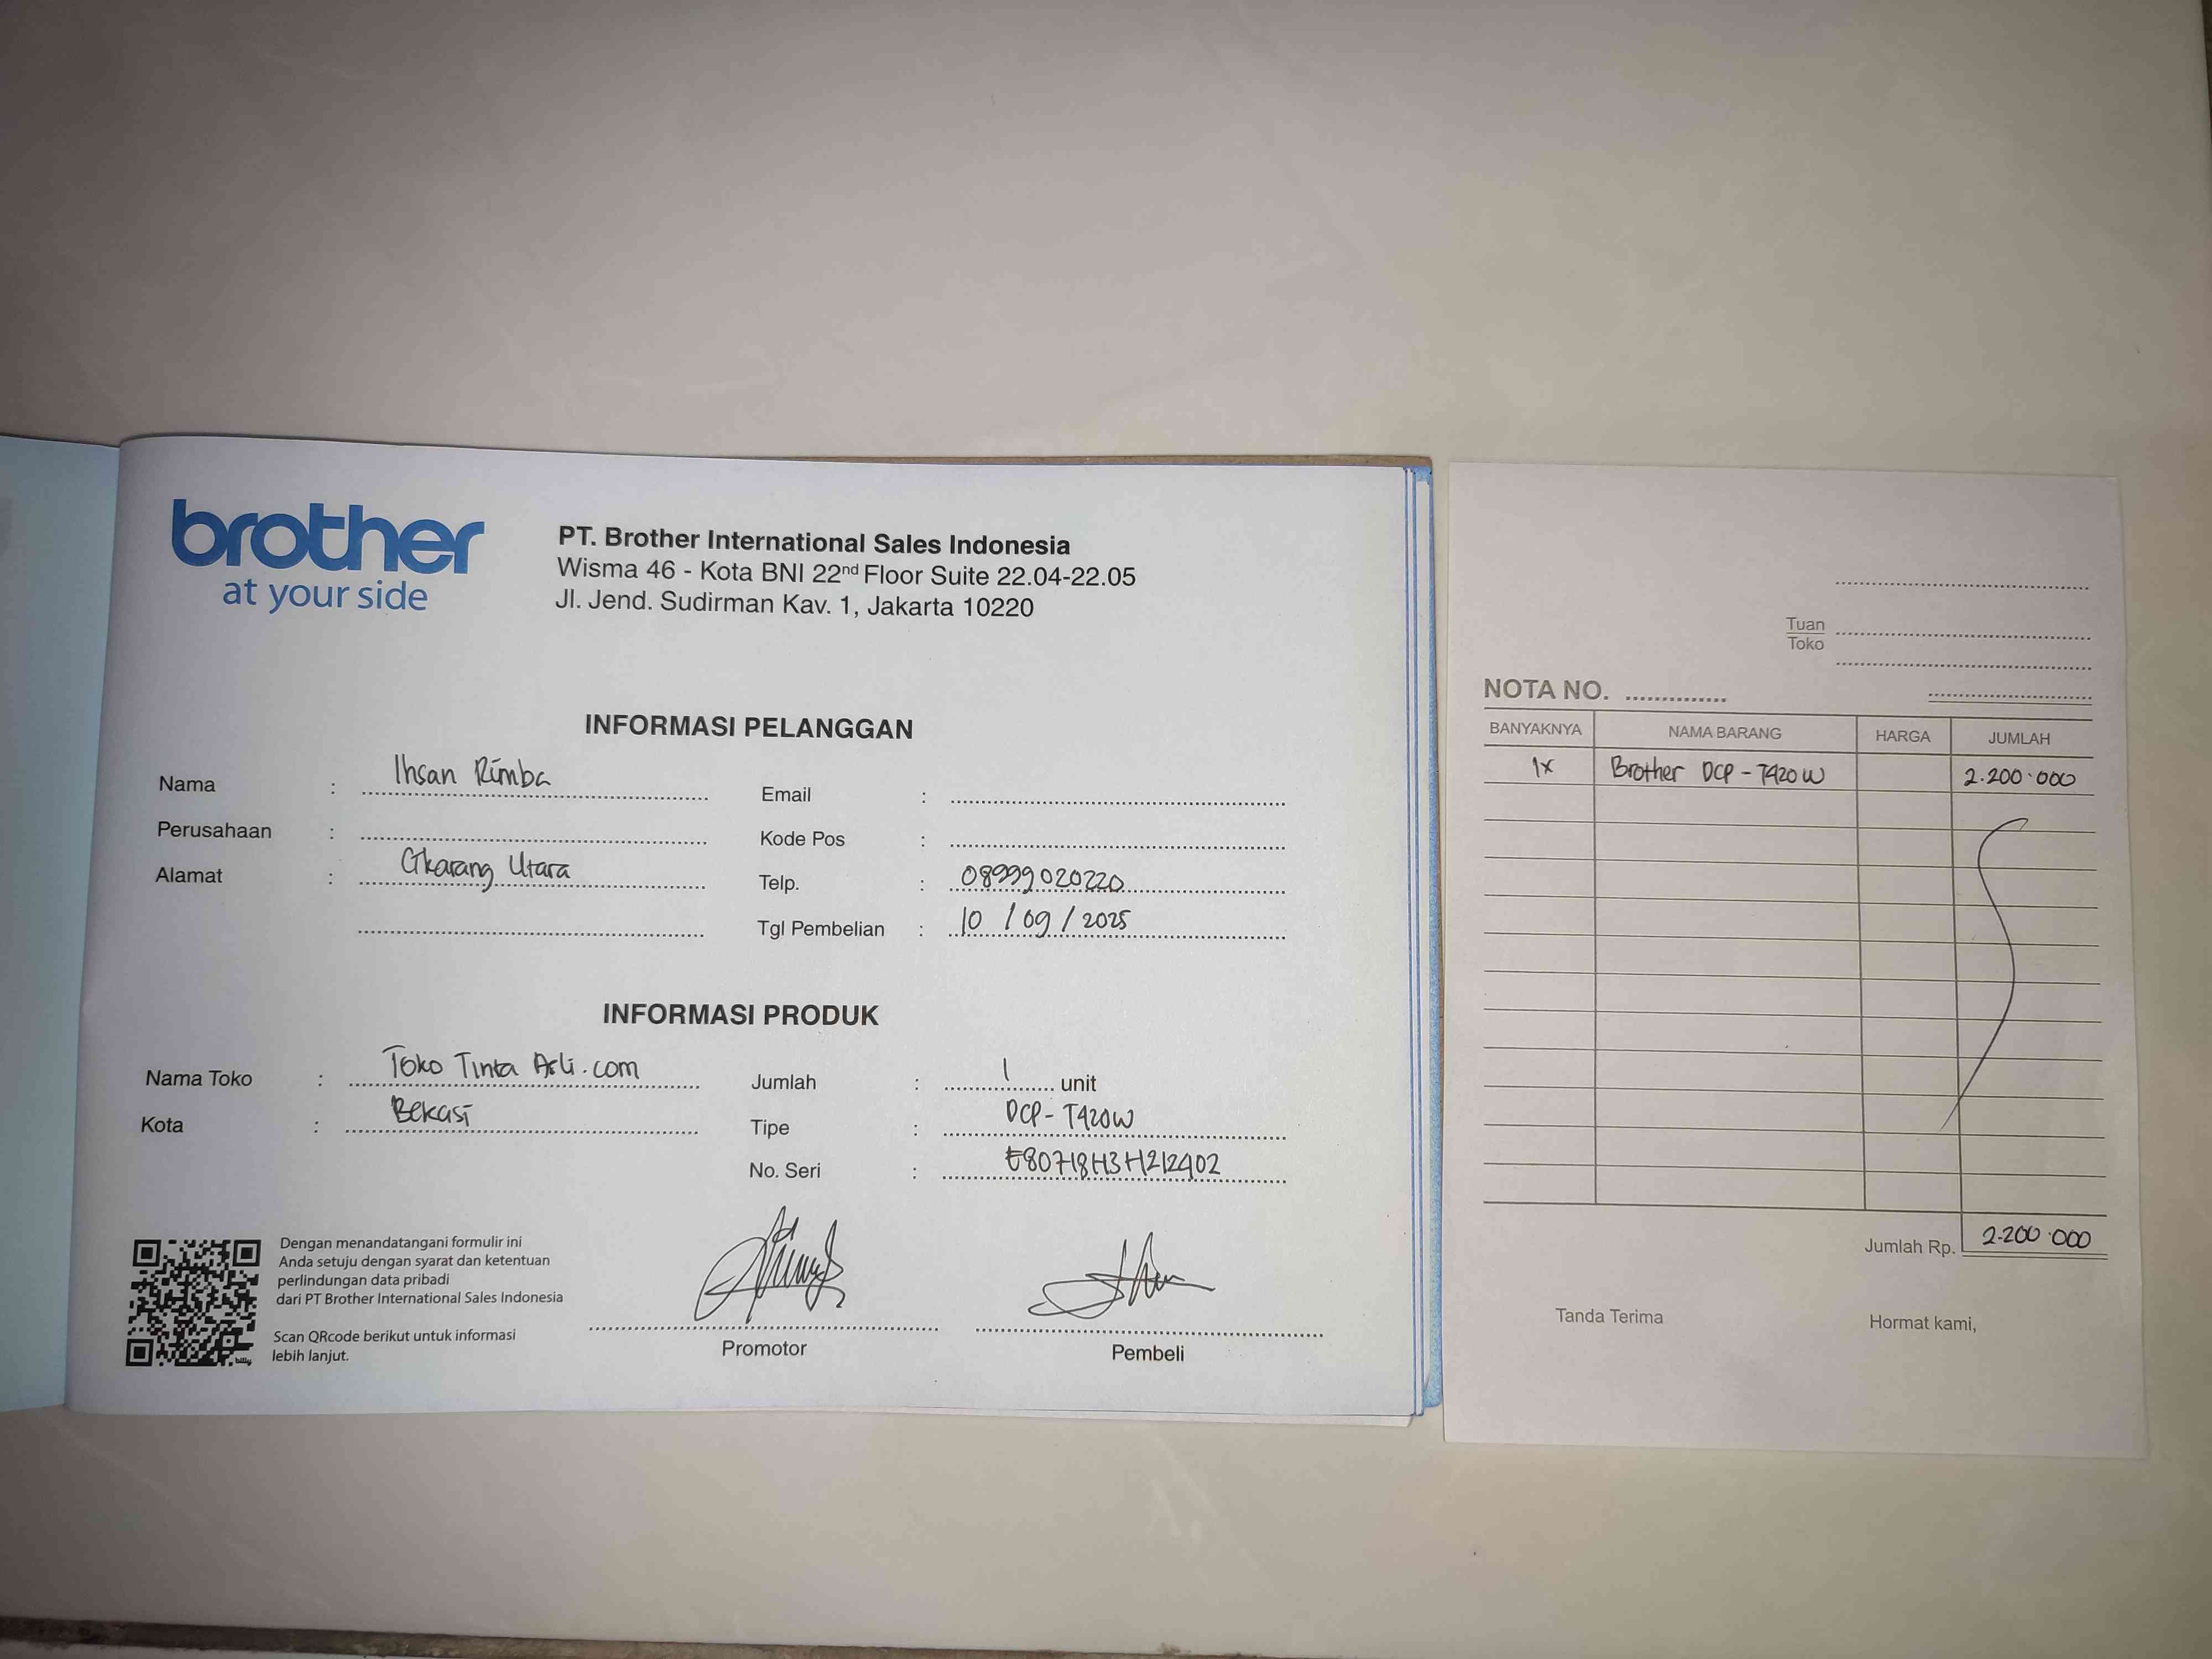 brother
at your side
PT. Brother International Sales Indonesia
Wisma 46 - Kota BNI 22nd Floor Suite 22.04-22.05
Jl. Jend. Sudirman Kav. 1, Jakarta 10220
INFORMASI PELANGGAN
Nama : Ihsan Rimba
Perusahaan :
Alamat : Cikarang Utara
Email :
Kode Pos :
Telp. : 08999020220
Tgl Pembelian : 10 / 09 / 2025
INFORMASI PRODUK
Nama Toko : Toko Tinta Asli.com
Kota : Bekasi
Jumlah : 1 unit
Tipe : DCP-T420W
No. Seri : E80718H3H212402
Dengan menandatangani formulir ini
Anda setuju dengan syarat dan ketentuan
perlindungan data pribadi
dari PT Brother International Sales Indonesia
Scan QRcode berikut untuk informasi
lebih lanjut.
Promotor
Pembeli
Tuan
Toko
NOTA NO.
BANYAKNYA NAMA BARANG HARGA JUMLAH
1x Brother DCP - T420W 2.200.000
Jumlah Rp. 2.200.000
Tanda Terima Hormat kami,